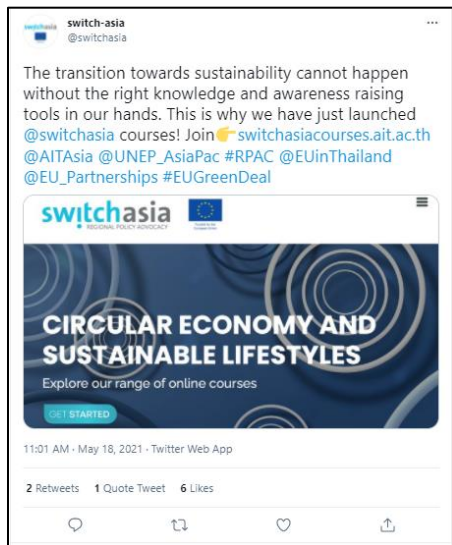 switch-asia
@switchasia
The transition towards sustainability cannot happen
without the right knowledge and awareness raising
tools in our hands. This is why we have just launched
@switchasia courses! Join👉switchasiacourses.ait.ac.th
@AITAsia @UNEP_AsiaPac #RPAC @EUinThailand
@EU_Partnerships #EUGreenDeal
switchasia
REGIONAL POLICY ADVOCACY
CIRCULAR ECONOMY AND
SUSTAINABLE LIFESTYLES
Explore our range of online courses
GET STARTED
11:01 AM · May 18, 2021 · Twitter Web App
2 Retweets 1 Quote Tweet 6 Likes